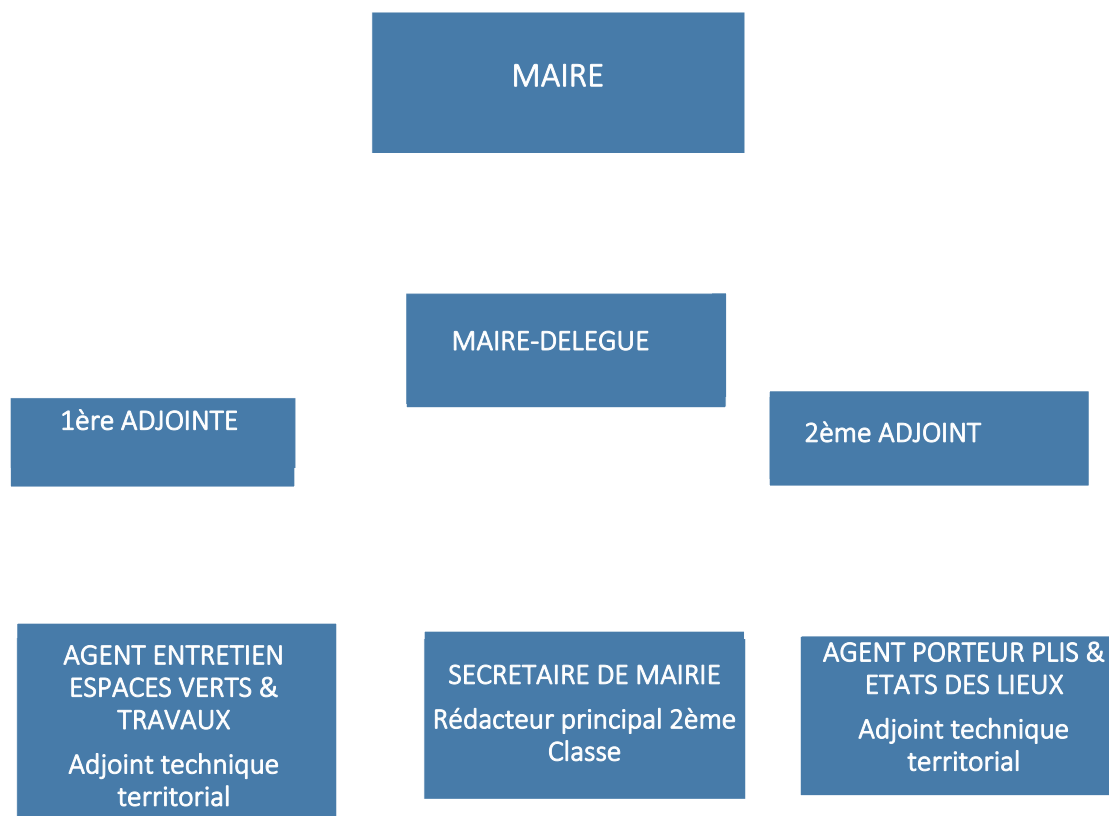 MAIRE
MAIRE-DELEGUE
1ère ADJOINTE
2ème ADJOINT
AGENT ENTRETIEN
ESPACES VERTS &
TRAVAUX
Adjoint technique
territorial
SECRETAIRE DE MAIRIE
Rédacteur principal 2ème
Classe
AGENT PORTEUR PLIS &
ETATS DES LIEUX
Adjoint technique
territorial